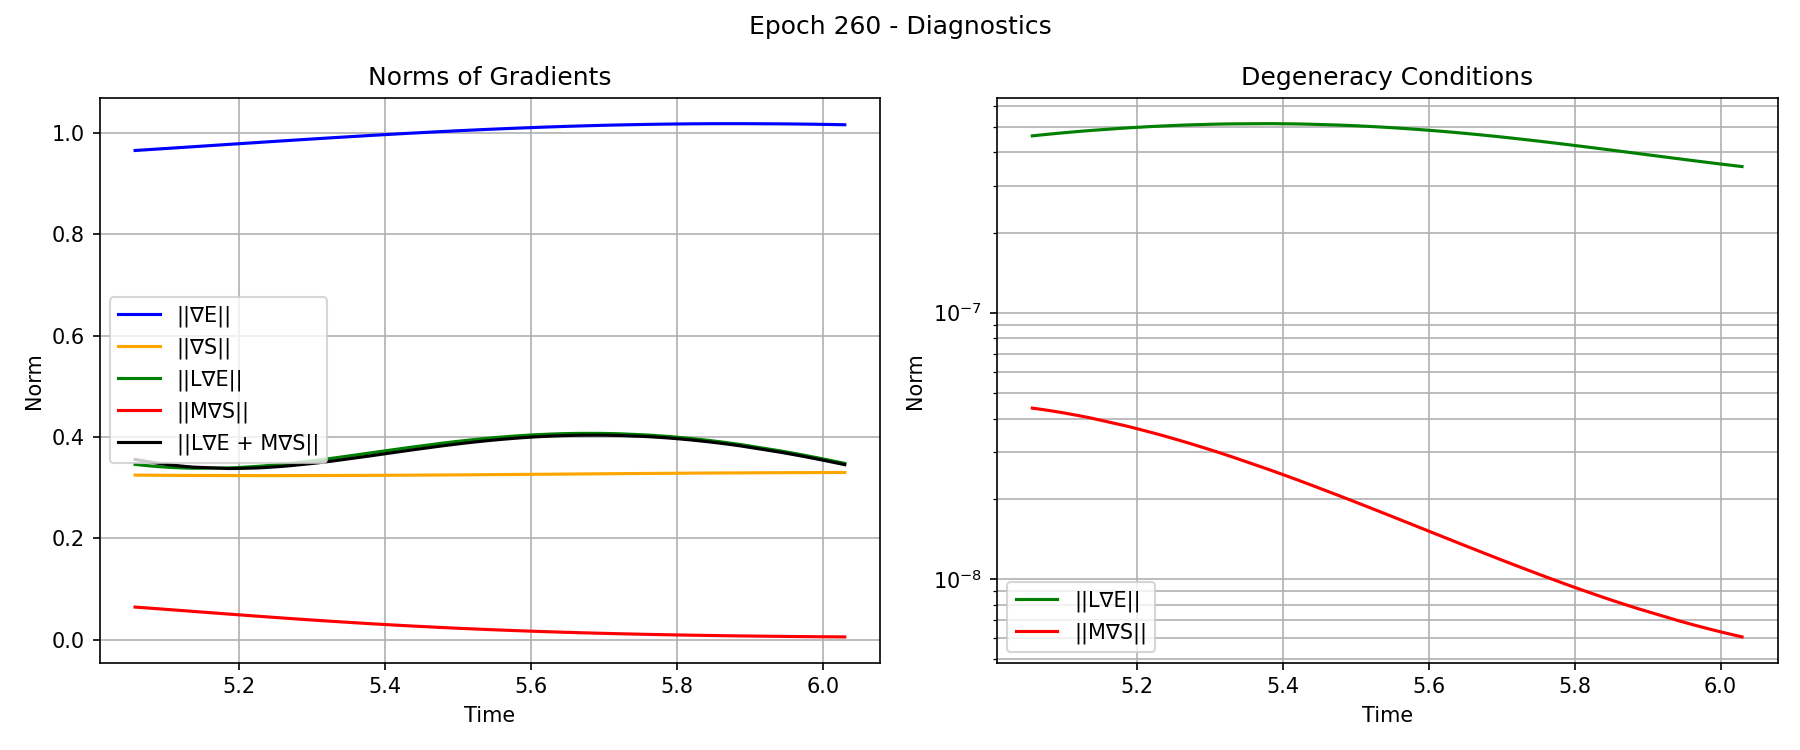 Epoch 260 - Diagnostics
Norms of Gradients
Norm
1.0
0.8
0.6
0.4
0.2
0.0
||∇E||
||∇S||
||L∇E||
||M∇S||
||L∇E + M∇S||
5.2
5.4
5.6
5.8
6.0
Time
Degeneracy Conditions
Norm
10⁻⁷
10⁻⁸
||L∇E||
||M∇S||
5.2
5.4
5.6
5.8
6.0
Time